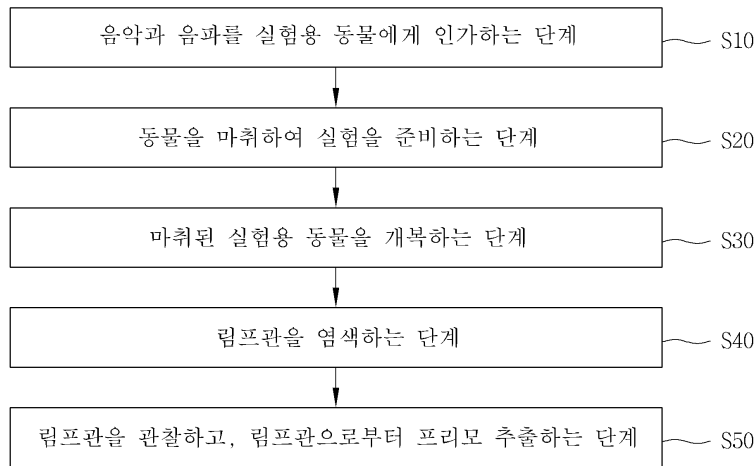 음악과 음파를 실험용 동물에게 인가하는 단계 S10
동물을 마취하여 실험을 준비하는 단계 S20
마취된 실험용 동물을 개복하는 단계 S30
림프관을 염색하는 단계 S40
림프관을 관찰하고, 림프관으로부터 프리모 추출하는 단계 S50